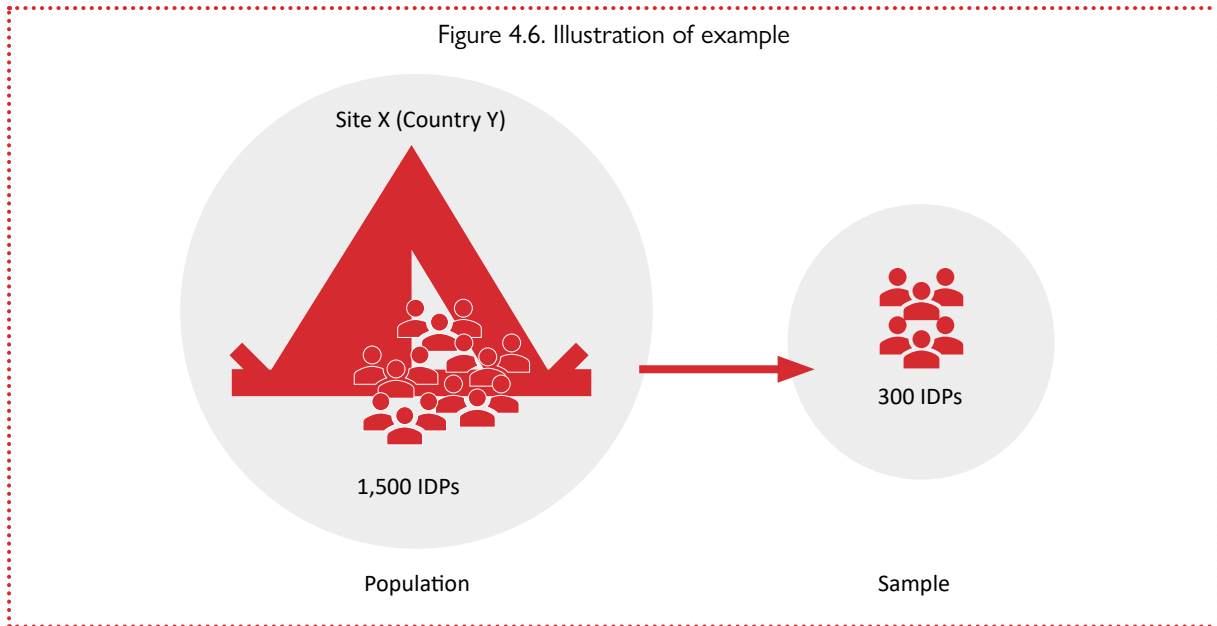 Figure 4.6. Illustration of example
Site X (Country Y)
300 IDPs
1,500 IDPs
Population
Sample